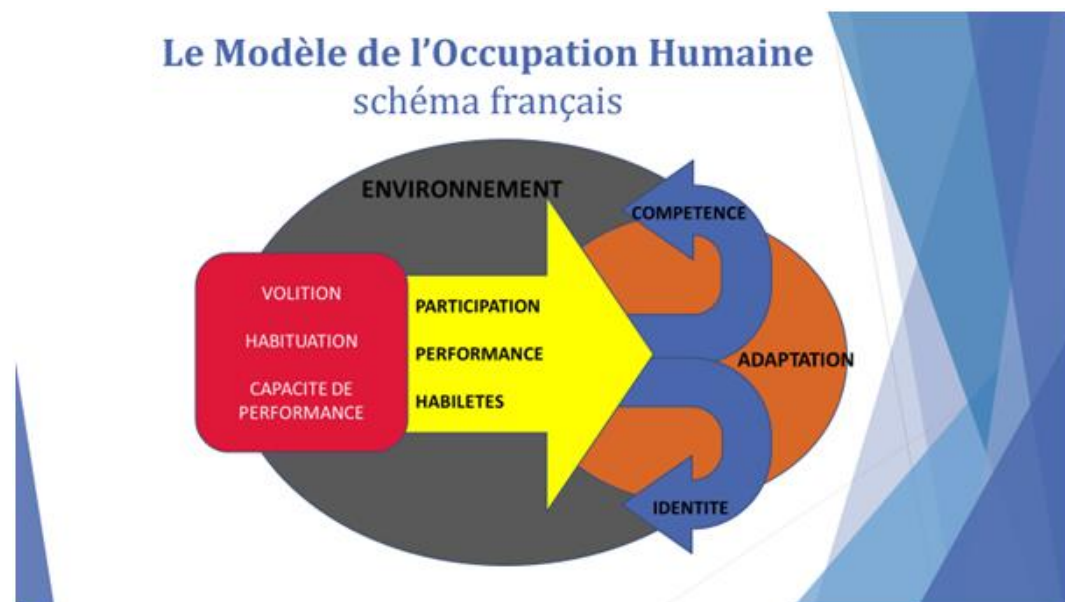 Le Modèle de l’Occupation Humaine
schéma français
ENVIRONNEMENT
COMPETENCE
VOLITION
HABITUATION
CAPACITE DE
PERFORMANCE
PARTICIPATION
PERFORMANCE
HABILETES
ADAPTATION
IDENTITE